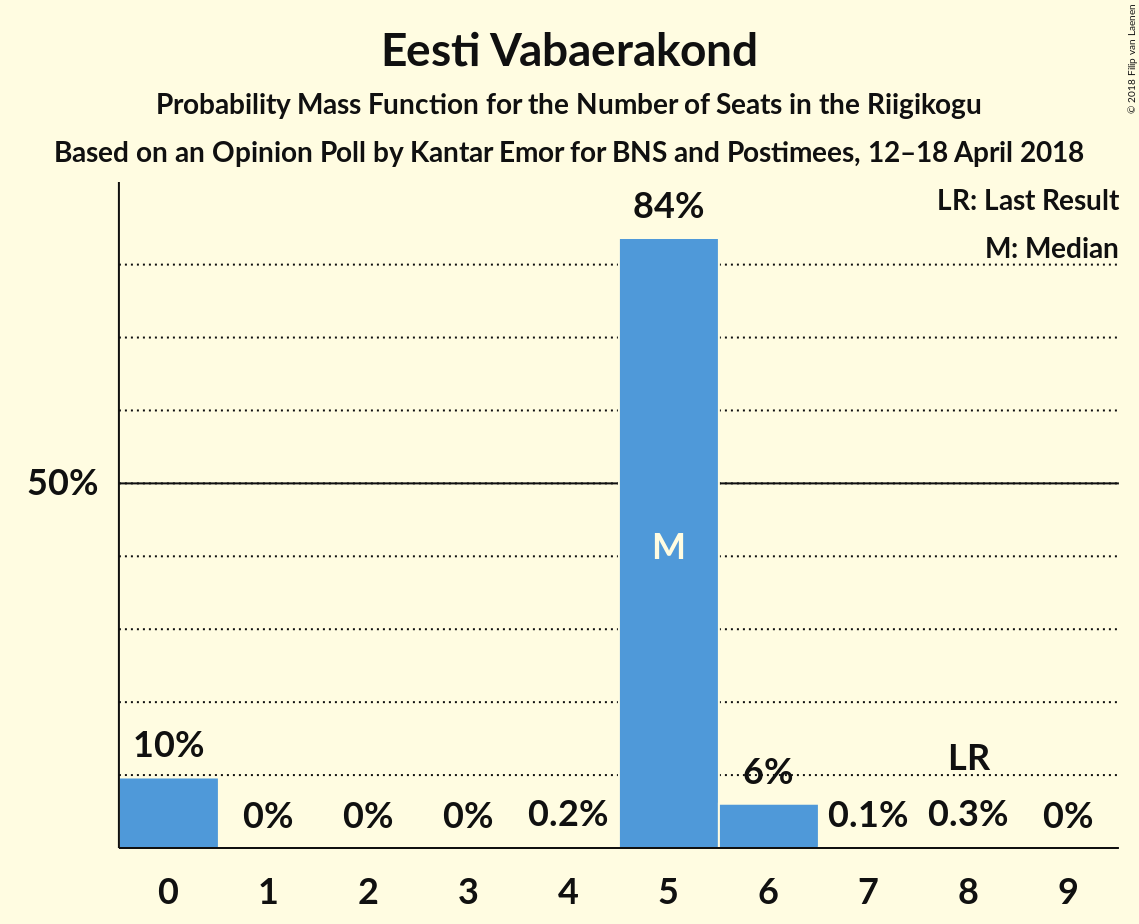 Eesti Vabaerakond
Probability Mass Function for the Number of Seats in the Riigikogu
Based on an Opinion Poll by Kantar Emor for BNS and Postimees, 12–18 April 2018
© 2018 Filip van Laenen
LR: Last Result
M: Median
84%
50%
M
10%
0%
0%
0%
0.2%
6%
0.1%
LR
0.3%
0%
0 1 2 3 4 5 6 7 8 9